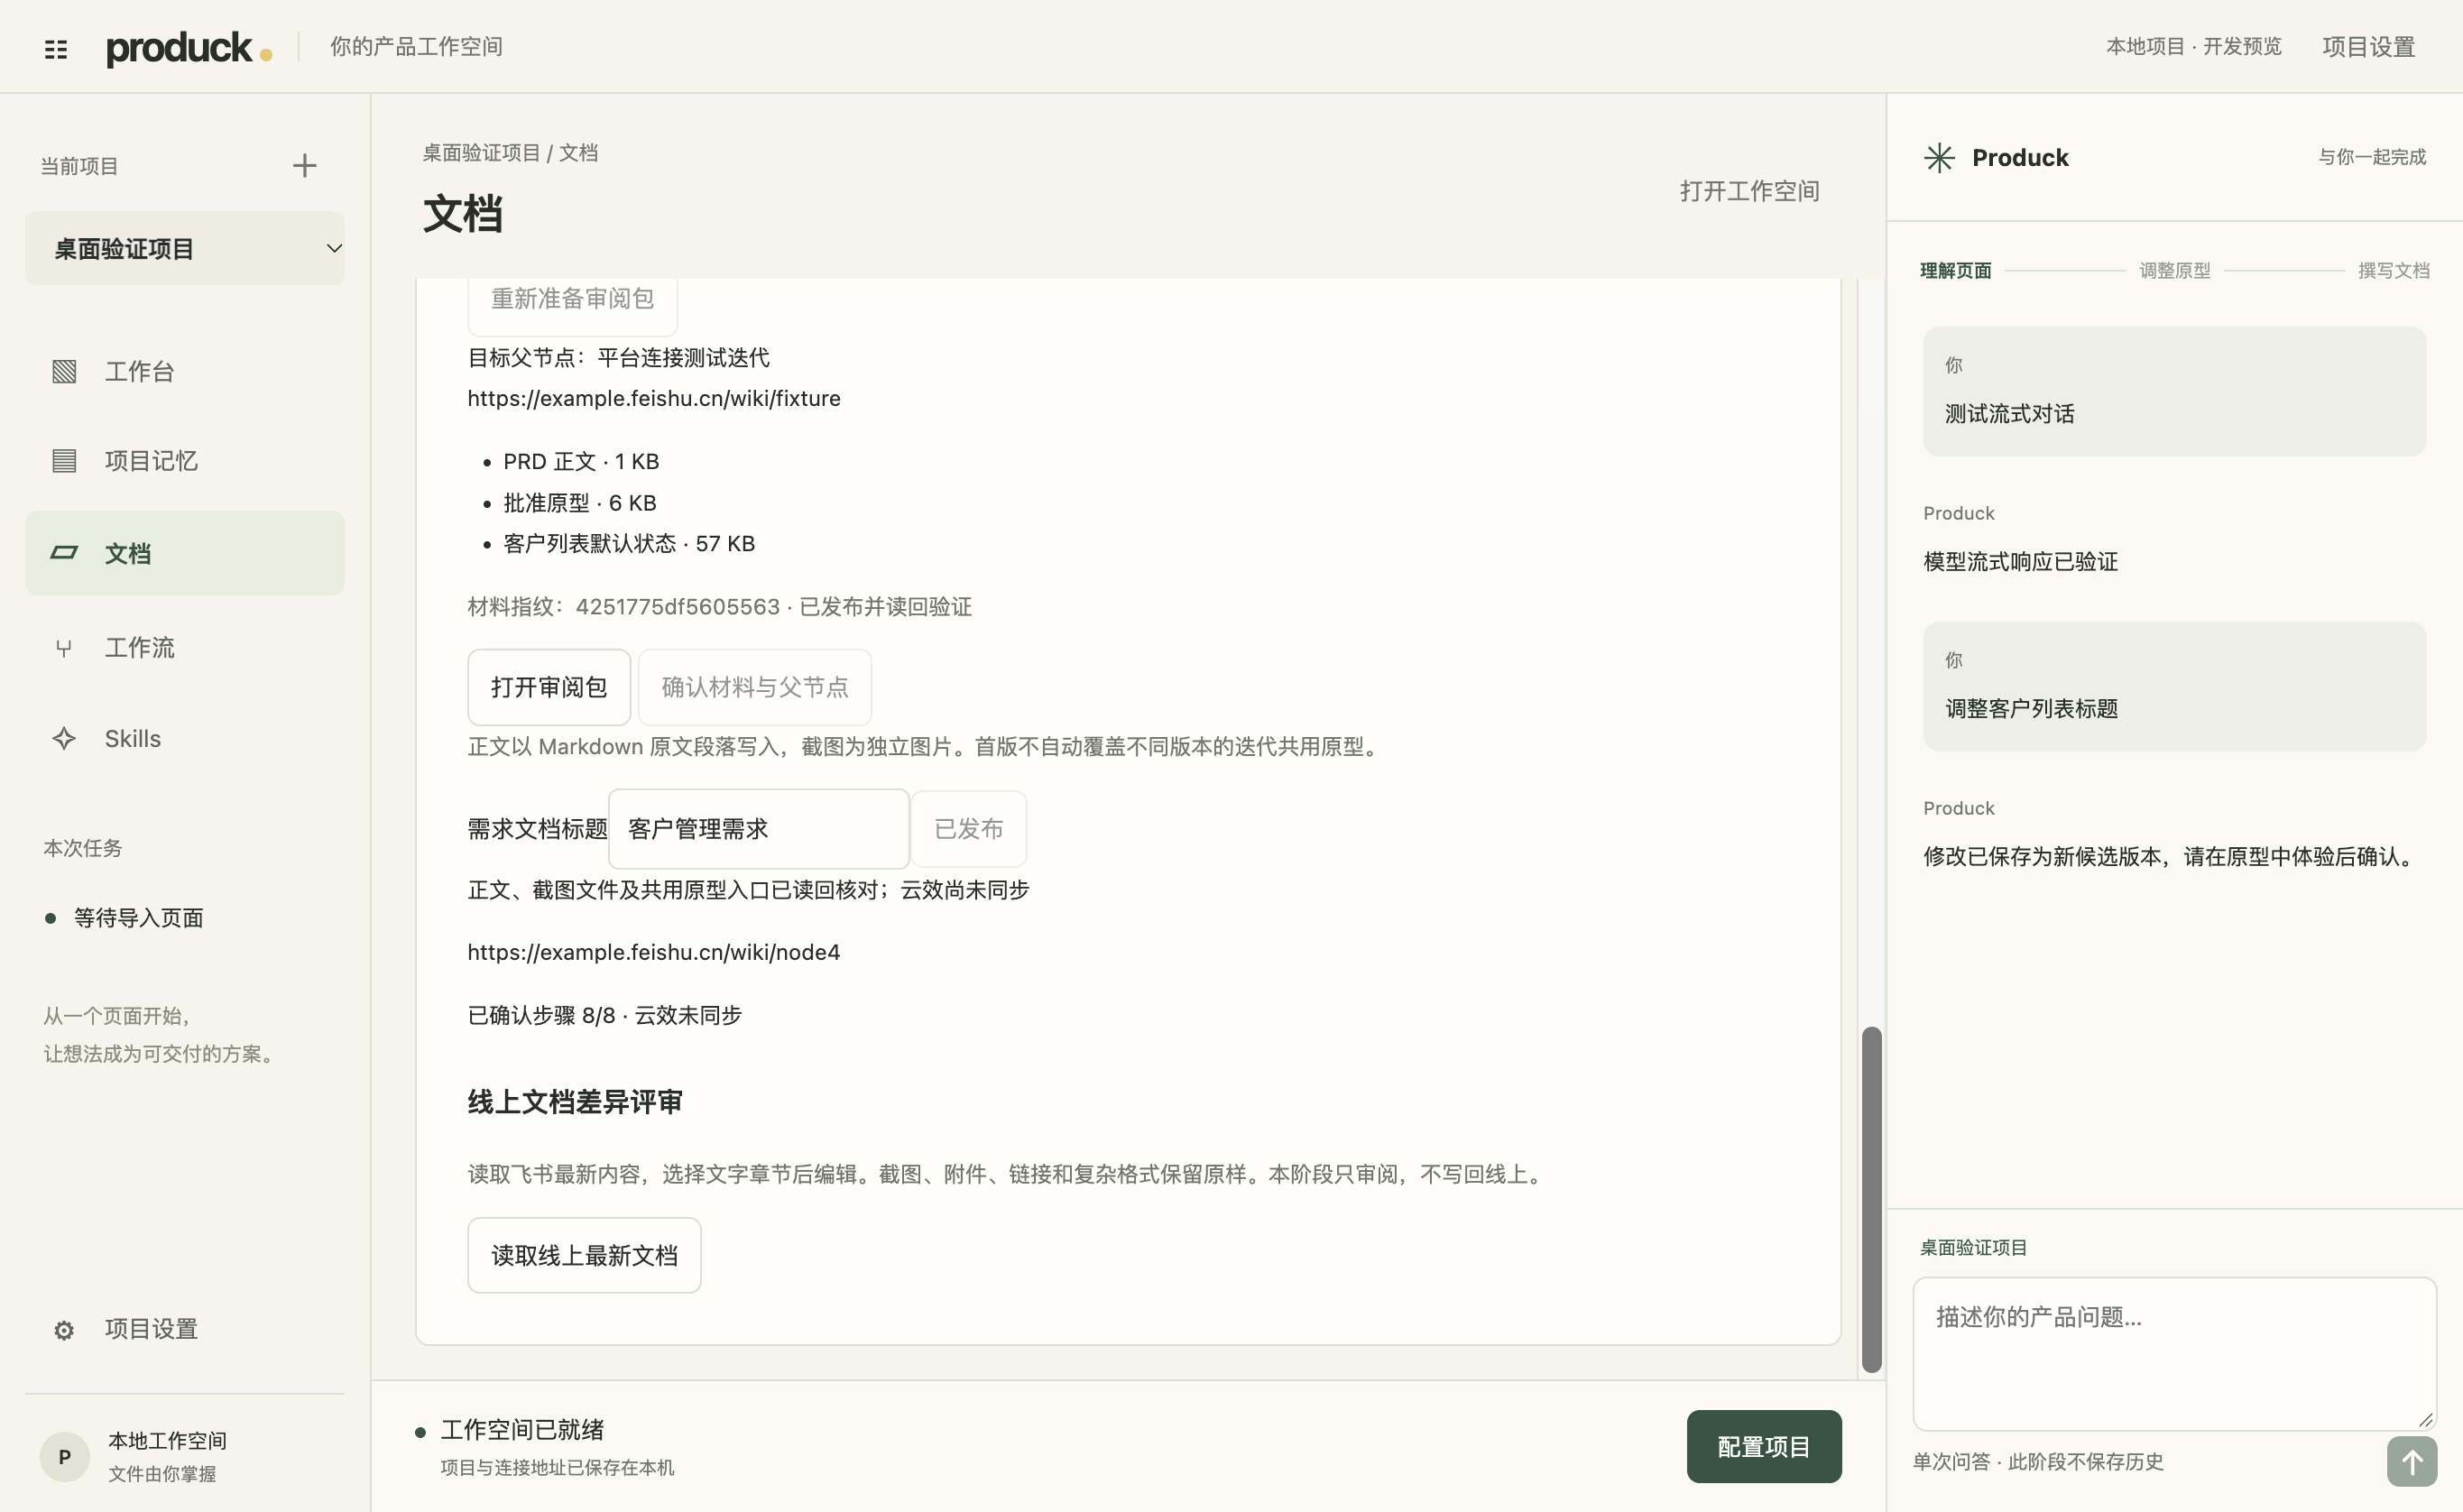 produck
你的产品工作空间
本地项目 · 开发预览
项目设置
当前项目
桌面验证项目
工作台
项目记忆
文档
工作流
Skills
本次任务
等待导入页面
从一个页面开始，
让想法成为可交付的方案。
项目设置
P
本地工作空间
文件由你掌握
桌面验证项目 / 文档
文档
打开工作空间
重新准备审阅包
目标父节点：平台连接测试迭代
https://example.feishu.cn/wiki/fixture
PRD 正文 · 1 KB
批准原型 · 6 KB
客户列表默认状态 · 57 KB
材料指纹：4251775df5605563 · 已发布并读回验证
打开审阅包
确认材料与父节点
正文以 Markdown 原文段落写入，截图为独立图片。首版不自动覆盖不同版本的迭代共用原型。
需求文档标题
客户管理需求
已发布
正文、截图文件及共用原型入口已读回核对；云效尚未同步
https://example.feishu.cn/wiki/node4
已确认步骤 8/8 · 云效未同步
线上文档差异评审
读取飞书最新内容，选择文字章节后编辑。截图、附件、链接和复杂格式保留原样。本阶段只审阅，不写回线上。
读取线上最新文档
工作空间已就绪
项目与连接地址已保存在本机
配置项目
Produck
与你一起完成
理解页面
调整原型
撰写文档
你
测试流式对话
Produck
模型流式响应已验证
你
调整客户列表标题
Produck
修改已保存为新候选版本，请在原型中体验后确认。
桌面验证项目
描述你的产品问题...
单次问答 · 此阶段不保存历史